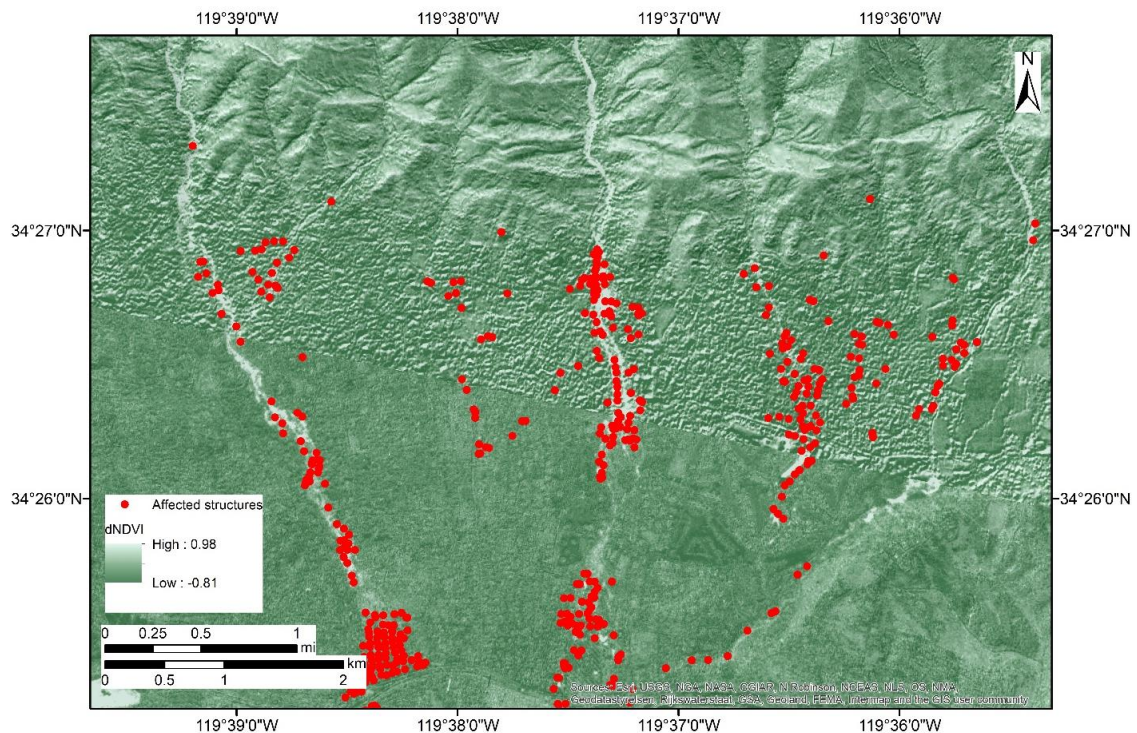 119°39'0"W 119°38'0"W 119°37'0"W 119°36'0"W
N
34°27'0"N 34°27'0"N
34°26'0"N 34°26'0"N
Affected structures
dNDVI
High : 0.98
Low : -0.81
0 0.25 0.5 1
mi
km
0 0.5 1 2
Sources: Esri, USGS, NGA, NASA, CGIAR, N Robinson, NCEAS, NLS, OS, NMA,
Geodatastyrelsen, Rijkswaterstaat, GSA, Geoland, FEMA, Intermap and the GIS user community
119°39'0"W 119°38'0"W 119°37'0"W 119°36'0"W